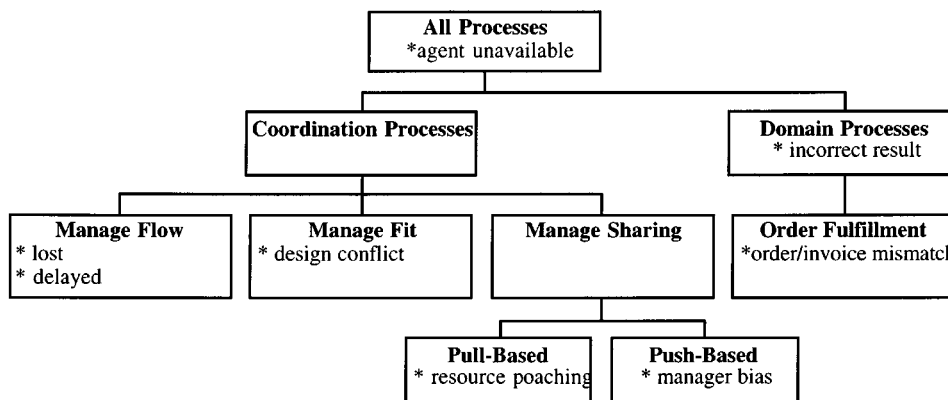 All Processes
*agent unavailable
Coordination Processes
Domain Processes
* incorrect result
Manage Flow
* lost
* delayed
Manage Fit
* design conflict
Manage Sharing
Order Fulfillment
*order/invoice mismatch
Pull-Based
* resource poaching
Push-Based
* manager bias